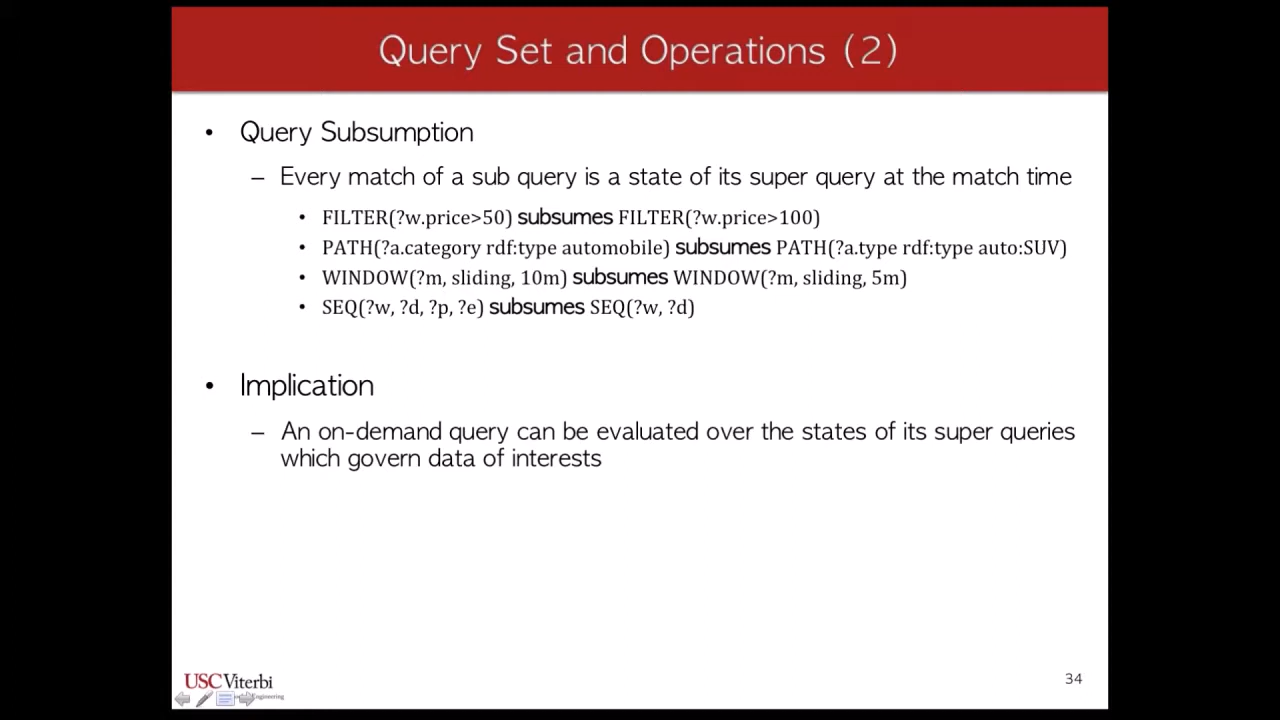 Query Set and Operations (2)
• Query Subsumption
– Every match of a sub query is a state of its super query at the match time
• FILTER(?w.price>50) subsumes FILTER(?w.price>100)
• PATH(?a.category rdf:type automobile) subsumes PATH(?a.type rdf:type auto:SUV)
• WINDOW(?m, sliding, 10m) subsumes WINDOW(?m, sliding, 5m)
• SEQ(?w, ?d, ?p, ?e) subsumes SEQ(?w, ?d)
• Implication
– An on-demand query can be evaluated over the states of its super queries
which govern data of interests
USC Viterbi
34